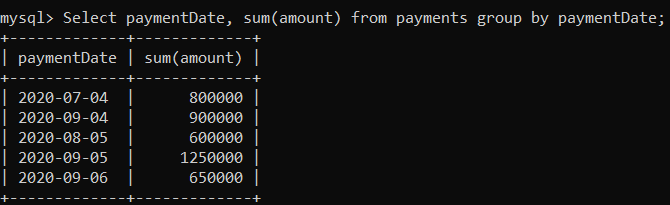 mysql> Select paymentDate, sum(amount) from payments group by paymentDate;
+-------------+-------------+
| paymentDate | sum(amount) |
+-------------+-------------+
| 2020-07-04  |      800000 |
| 2020-09-04  |      900000 |
| 2020-08-05  |      600000 |
| 2020-09-05  |     1250000 |
| 2020-09-06  |      650000 |
+-------------+-------------+